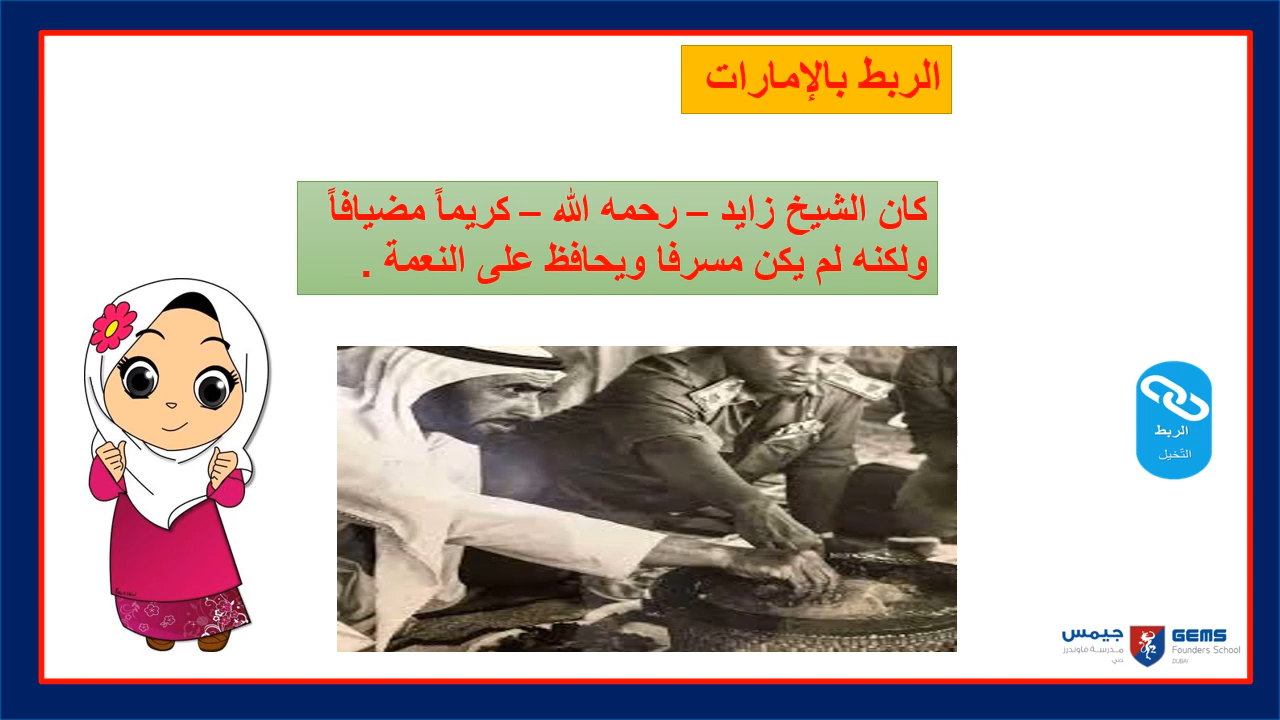 الربط بالإمارات
كان الشيخ زايد – رحمه الله – كريماً مضيافاً
ولكنه لم يكن مسرفا ويحافظ على النعمة .
الربط
التّخيل
جيمس
مدرسة فاوندرز
دبي
GEMS
Founders School
DUBAI